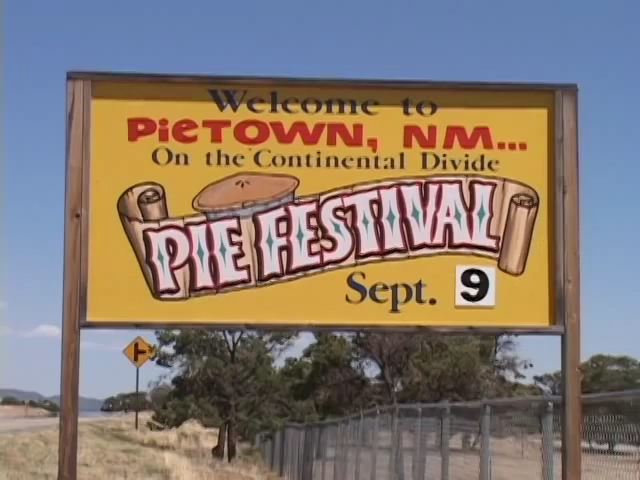 Welcome to
PieTOWN, NM...
On the Continental Divide
PIE FESTIVAL
Sept. 9